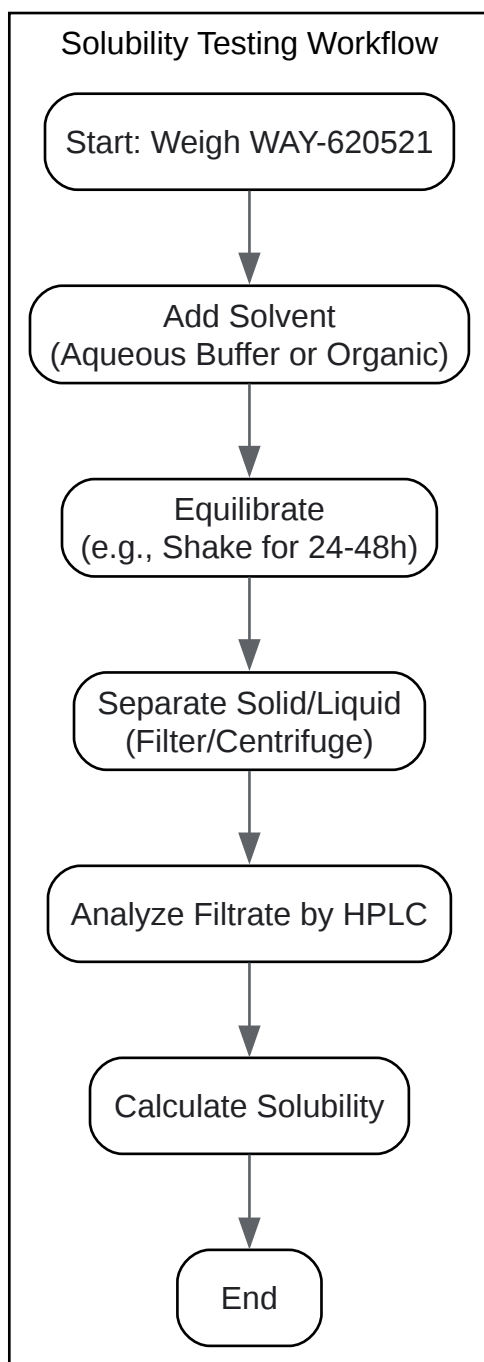 Solubility Testing Workflow
Start: Weigh WAY-620521
Add Solvent
(Aqueous Buffer or Organic)
Equilibrate
(e.g., Shake for 24-48h)
Separate Solid/Liquid
(Filter/Centrifuge)
Analyze Filtrate by HPLC
Calculate Solubility
End